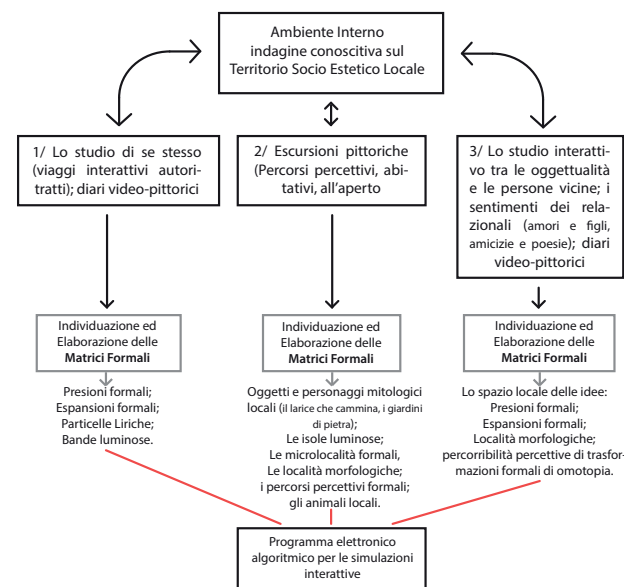 Ambiente Interno
indagine conoscitiva sul
Territorio Socio Estetico Locale
1/ Lo studio di se stesso
(viaggi interattivi autori-
tratti); diari video-pittorici
2/ Escursioni pittoriche
(Percorsi percettivi, abi-
tativi, all’aperto
3/ Lo studio interatti-
vo tra le oggettualità
e le persone vicine; i
sentimenti dei rela-
zionali (amori e figli,
amicizie e poesie); diari
video-pittorici
Individuazione ed
Elaborazione delle
Matrici Formali
Presioni formali;
Espansioni formali;
Particelle Liriche;
Bande luminose.
Individuazione ed
Elaborazione delle
Matrici Formali
Oggetti e personaggi mitologici
locali (il larice che cammina, i giardini
di pietra);
Le isole luminose;
Le microlocalità formali,
Le località morfologiche;
i percorsi percettivi formali;
gli animali locali.
Individuazione ed
Elaborazione delle
Matrici Formali
Lo spazio locale delle idee:
Presioni formali;
Espansioni formali;
Località morfologiche;
percorribilità percettive di trasfor-
mazioni formali di omotopia.
Programma elettronico
algoritmico per le simulazioni
interattive